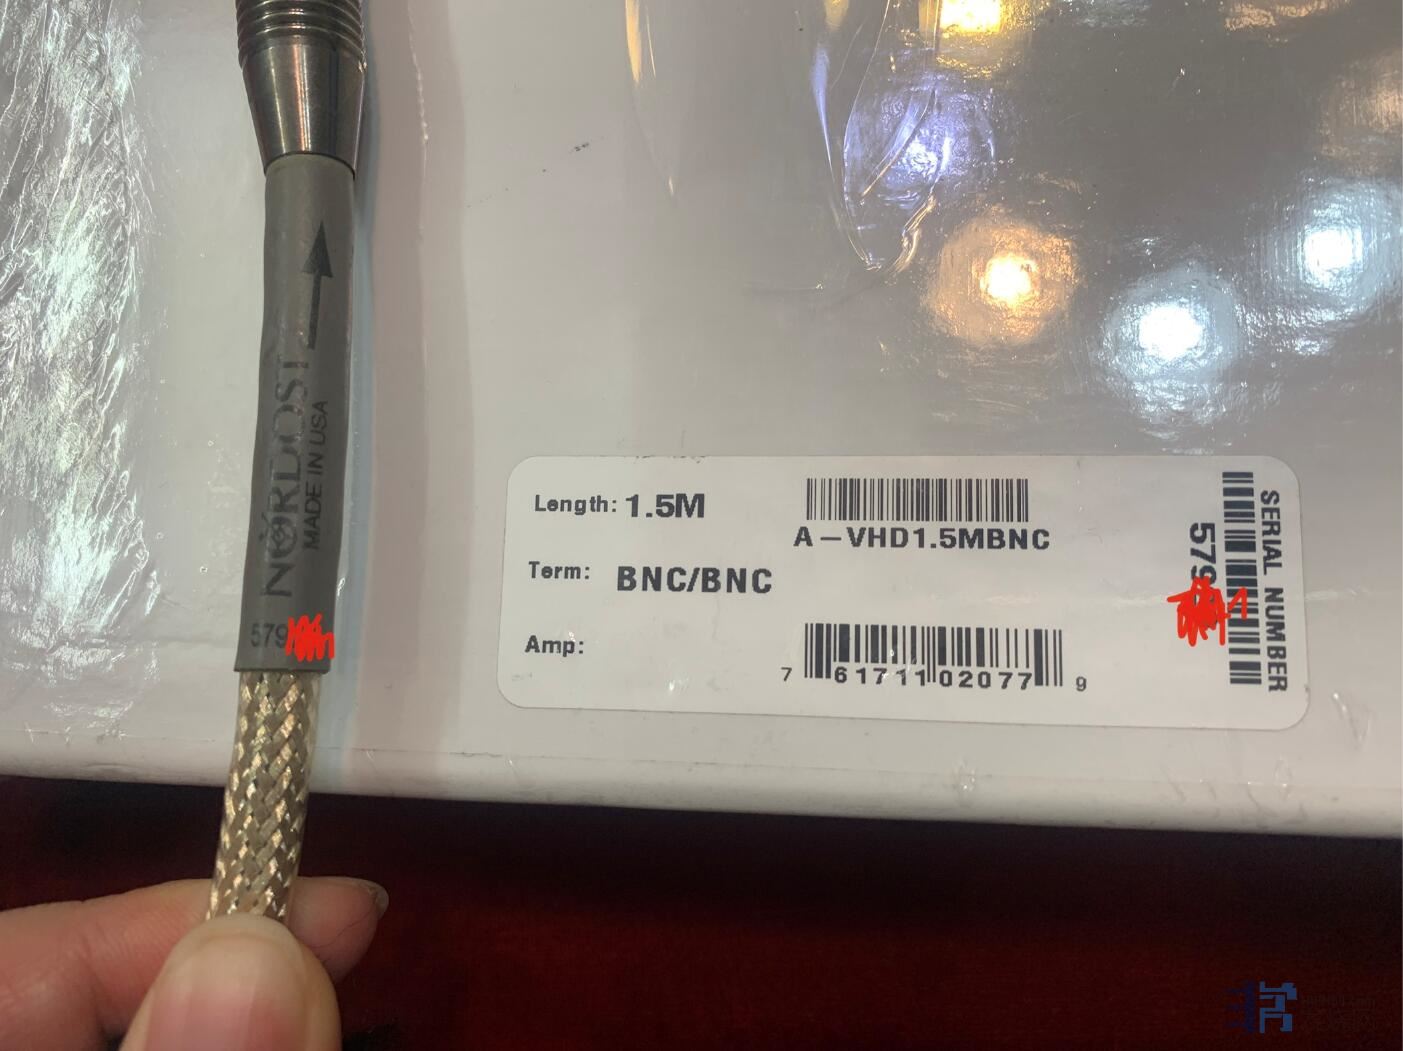 NORDOST
MADE IN USA
579
Length: 1.5M
A-VHD1.5MBNC
Term: BNC/BNC
Amp:
7 61711 02077 9
SERIAL NUMBER
579